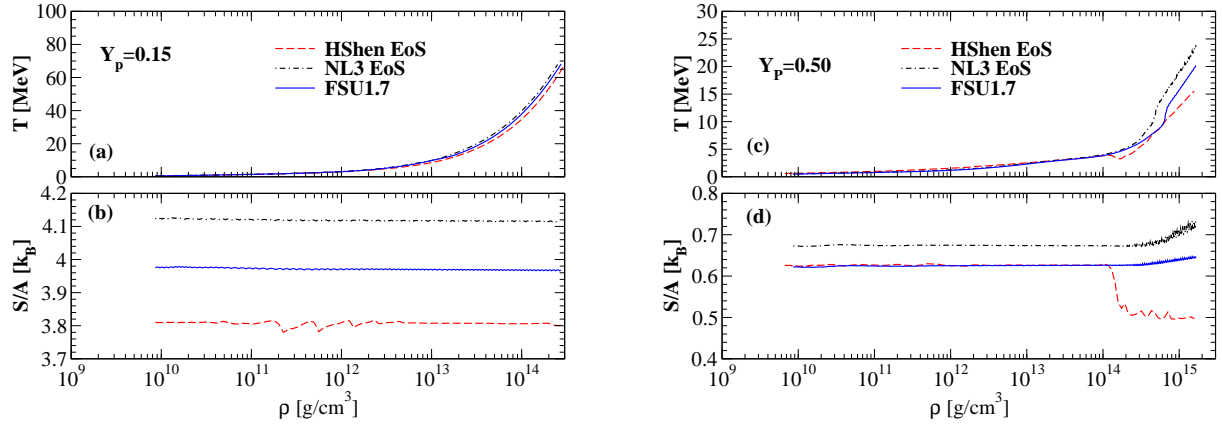 100
80
60
40
20
0
T [MeV]
Y_p=0.15
HShen EoS
NL3 EoS
FSU1.7
(a)
4.2
4.1
4
3.9
3.8
3.7
S/A [k_B]
(b)
10^9
10^10
10^11
10^12
10^13
10^14
ρ [g/cm^3]
30
25
20
15
10
5
0
T [MeV]
Y_P=0.50
HShen EoS
NL3 EoS
FSU1.7
(c)
0.8
0.7
0.6
0.5
0.4
S/A [k_B]
(d)
10^9
10^10
10^11
10^12
10^13
10^14
10^15
ρ [g/cm^3]